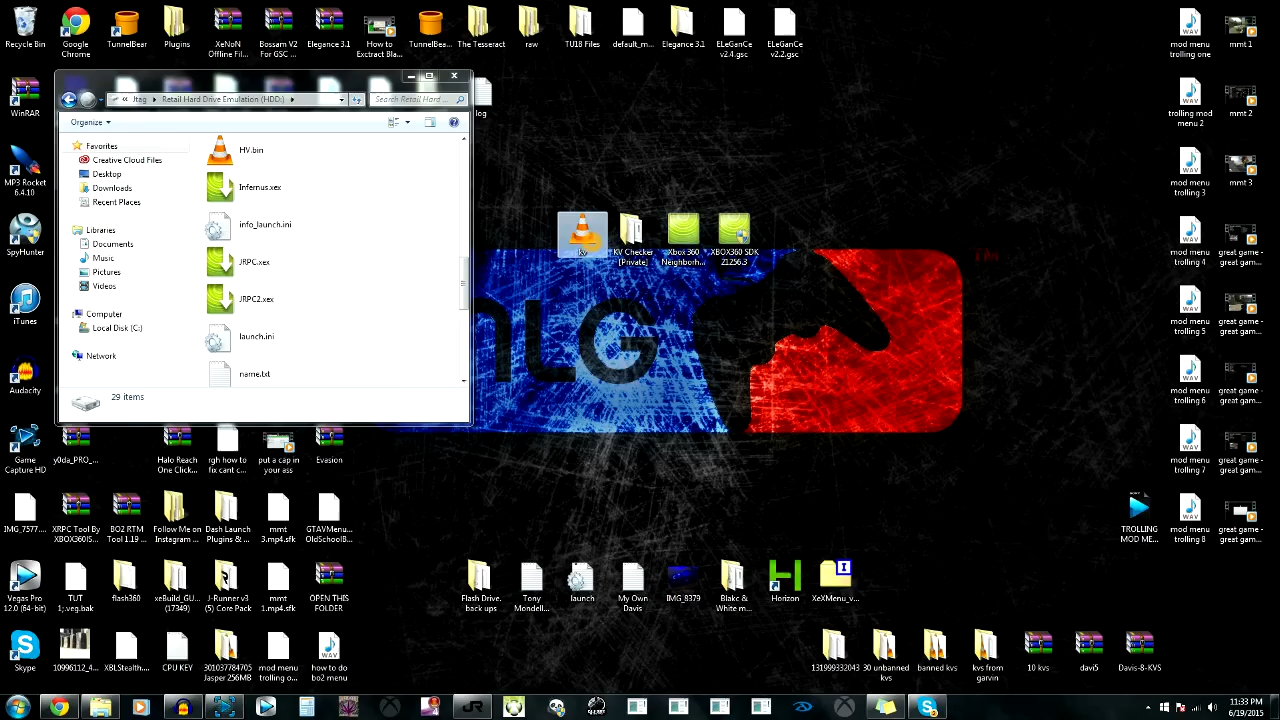 Recycle Bin
Google Chrome
TunnelBear
Plugins
XeNoN Offline Fil...
Bossam V2 For GSC ...
Elegance 3.1
How to Exctract Bla...
TunnelBe...
The Tesseract
raw
TU18 Files
default_m...
Elegance 3.1
ELeGanCe v2.4.gsc
ELeGanCe v2.2.gsc
mod menu trolling one
mmt 1
WinRAR
log
trolling mod menu 2
mmt 2
Jtag
Retail Hard Drive Emulation (HDD:)
Search Retail Hard ...
Organize
Favorites
Creative Cloud Files
Desktop
Downloads
Recent Places
Libraries
Documents
Music
Pictures
Videos
Computer
Local Disk (C:)
Network
HV.bin
Infernus.xex
info_launch.ini
JRPC.xex
JRPC2.xex
launch.ini
name.txt
29 items
MP3 Rocket 6.4.10
mod menu trolling 3
mmt 3
SpyHunter
kv
KV Checker [Private]
Xbox 360 Neighborh...
XBOX360 SDK 21256.3
mod menu trolling 4
great game - great gam...
iTunes
mod menu trolling 5
great game - great gam...
Audacity
mod menu trolling 6
great game - great gam...
Game Capture HD
y0da_PRO_...
Halo Reach One Click...
rgh how to fix cant c...
put a cap in your ass
Evasion
mod menu trolling 7
great game - great gam...
IMG_7577....
XRPC Tool By XBOX360IS...
BO2 RTM Tool 1.19 ...
Follow Me on Instagram ...
Dash Launch Plugins & ...
mmt 3.mp4.sfk
GTAVMenu... OldSchoolB...
SONY
TROLLING MOD ME...
mod menu trolling 8
great game - great gam...
Vegas Pro 12.0 (64-bit)
TUT 1;.veg.bak
flash360
xeBuild_GU... (17349)
J-Runner v3 (5) Core Pack
mmt 1.mp4.sfk
OPEN THIS FOLDER
Flash Drive. back ups
Tony Mondell...
launch
My Own Davis
IMG_8379
Blakc & White m...
Horizon
XeXMenu_v...
Skype
10996112_4...
XBLStealth....
CPU KEY
301037784705 Jasper 256MB
mod menu trolling o...
how to do bo2 menu
131999332043
30 unbanned kvs
banned kvs
kvs from garvin
10 kvs
davi5
Davis-8-KVS
11:33 PM
6/19/2015